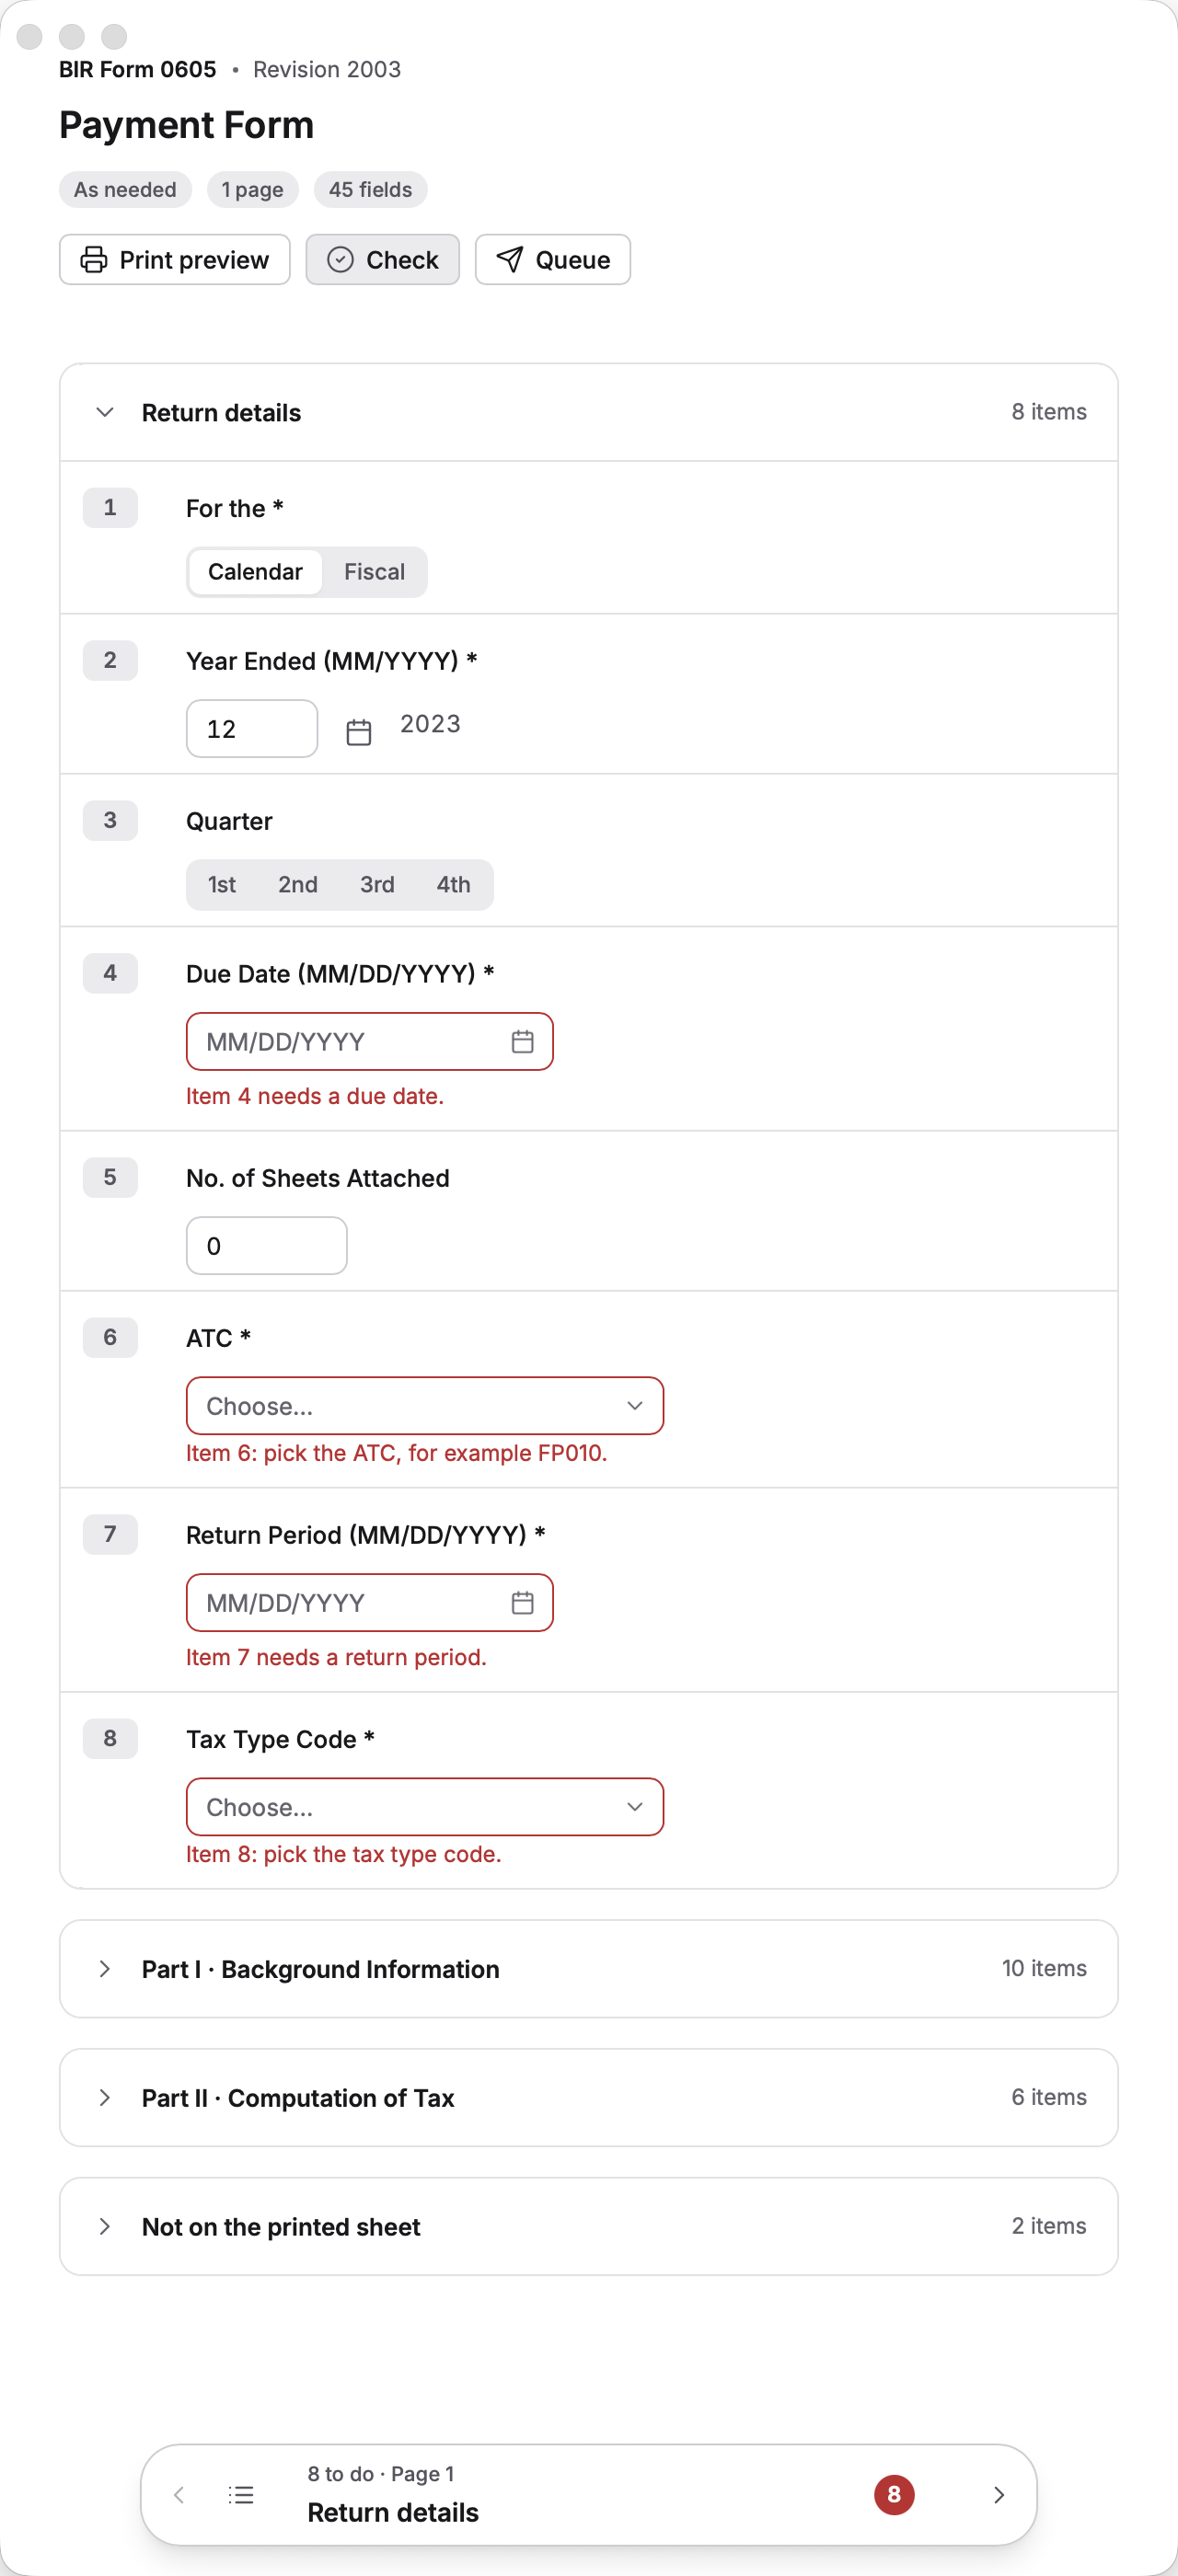 BIR Form 0605 • Revision 2003
Payment Form
As needed 1 page 45 fields
Print preview Check Queue
Return details 8 items
1 For the *
Calendar Fiscal
2 Year Ended (MM/YYYY) *
12 2023
3 Quarter
1st 2nd 3rd 4th
4 Due Date (MM/DD/YYYY) *
MM/DD/YYYY
Item 4 needs a due date.
5 No. of Sheets Attached
0
6 ATC *
Choose...
Item 6: pick the ATC, for example FP010.
7 Return Period (MM/DD/YYYY) *
MM/DD/YYYY
Item 7 needs a return period.
8 Tax Type Code *
Choose...
Item 8: pick the tax type code.
Part I · Background Information 10 items
Part II · Computation of Tax 6 items
Not on the printed sheet 2 items
8 to do · Page 1
Return details 8